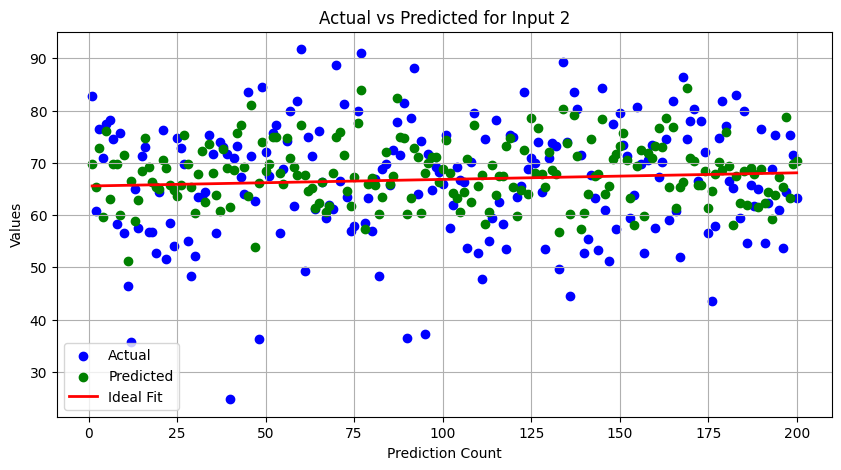 Actual vs Predicted for Input 2
Values
90
80
70
60
50
40
30
Actual
Predicted
Ideal Fit
0 25 50 75 100 125 150 175 200
Prediction Count